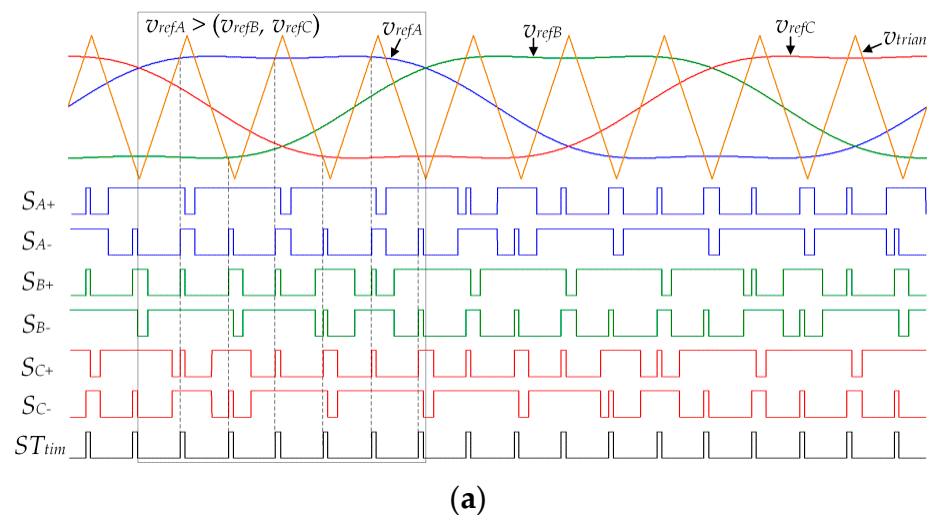 vrefA > (vrefB, vrefC)
vrefA
vrefB
vrefC
vtrian
SA+
SA-
SB+
SB-
SC+
SC-
STtim
(a)